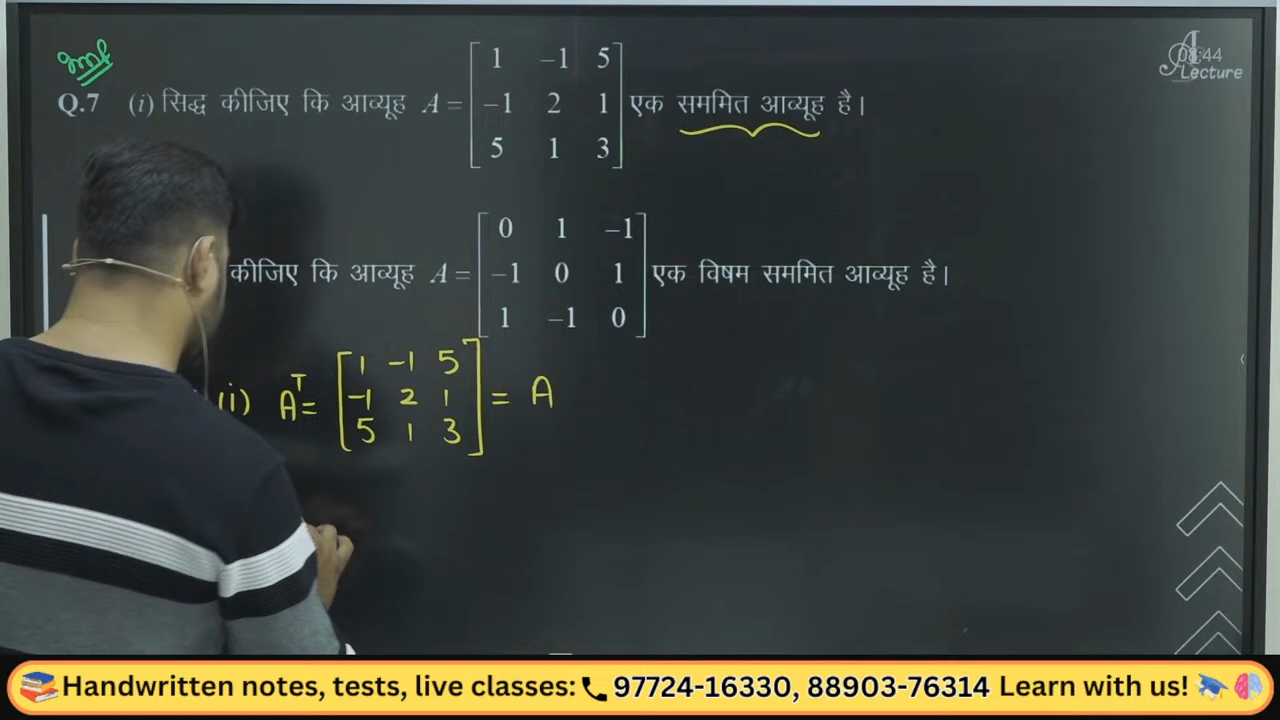 Imp
A
08:44
Lecture
Q.7 (i) सिद्ध कीजिए कि आव्यूह A = [1 –1 5
–1 2 1
5 1 3] एक सममित आव्यूह है।
कीजिए कि आव्यूह A = [0 1 –1
–1 0 1
1 –1 0] एक विषम सममित आव्यूह है।
(i) Aᵀ = [1 -1 5
-1 2 1
5 1 3] = A
Handwritten notes, tests, live classes: 97724-16330, 88903-76314 Learn with us!